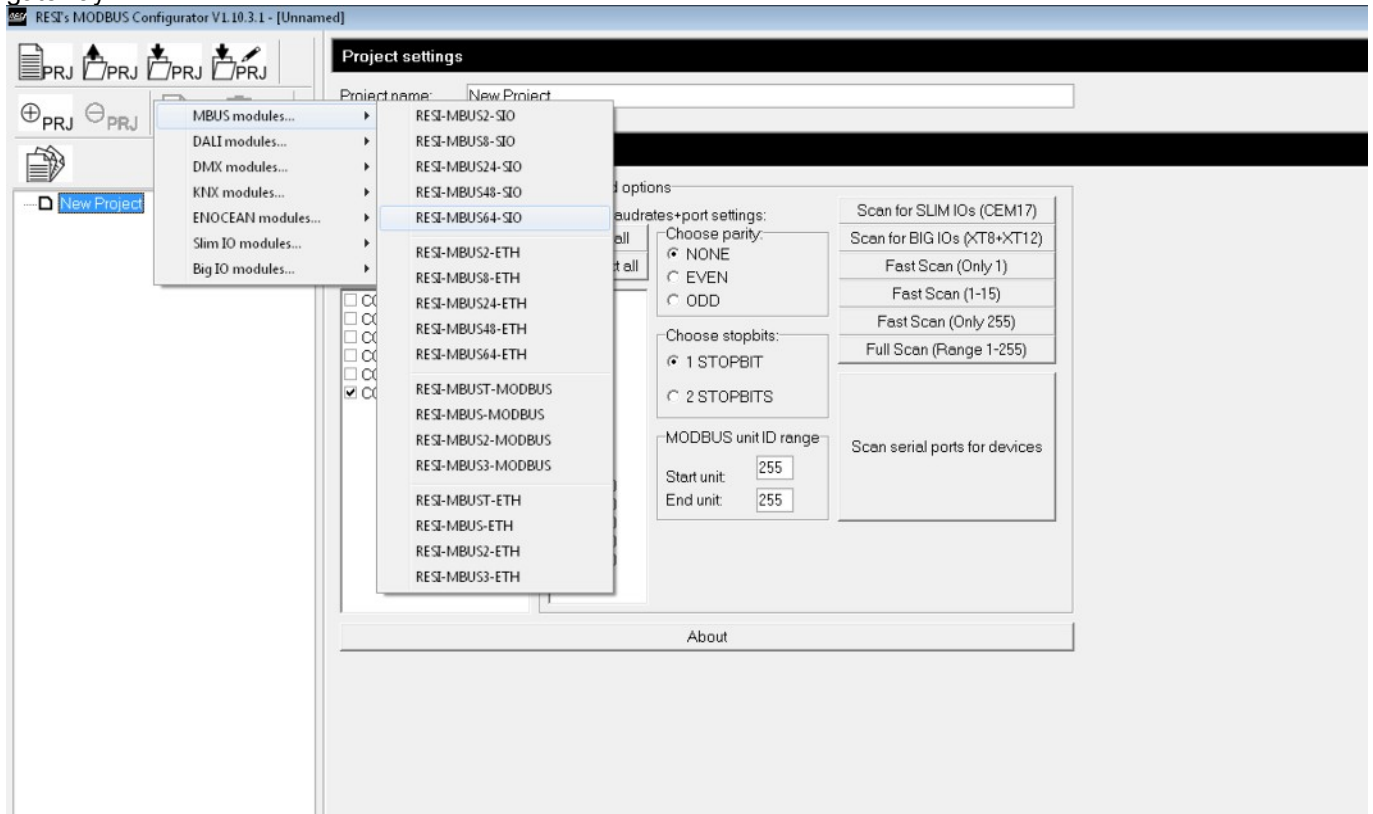 RESI's MODBUS Configurator V1.10.3.1 - [Unnamed]
PRJ PRJ PRJ PRJ
PRJ PRJ
Project settings
Project name: New Project
MBUS modules...
DALI modules...
DMX modules...
KNX modules...
ENOCEAN modules...
Slim IO modules...
Big IO modules...
New Project
RESI-MBUS2-SIO
RESI-MBUS8-SIO
RESI-MBUS24-SIO
RESI-MBUS48-SIO
RESI-MBUS64-SIO
RESI-MBUS2-ETH
RESI-MBUS8-ETH
RESI-MBUS24-ETH
RESI-MBUS48-ETH
RESI-MBUS64-ETH
RESI-MBUST-MODBUS
RESI-MBUS-MODBUS
RESI-MBUS2-MODBUS
RESI-MBUS3-MODBUS
RESI-MBUST-ETH
RESI-MBUS-ETH
RESI-MBUS2-ETH
RESI-MBUS3-ETH
options
audrates+port settings:
all
t all
Choose parity:
NONE
EVEN
ODD
Choose stopbits:
1 STOPBIT
2 STOPBITS
MODBUS unit ID range
Start unit: 255
End unit: 255
Scan for SLIM IOs (CEM17)
Scan for BIG IOs (XT8+XT12)
Fast Scan (Only 1)
Fast Scan (1-15)
Fast Scan (Only 255)
Full Scan (Range 1-255)
Scan serial ports for devices
CO
CO
CO
CO
CO
CO
About